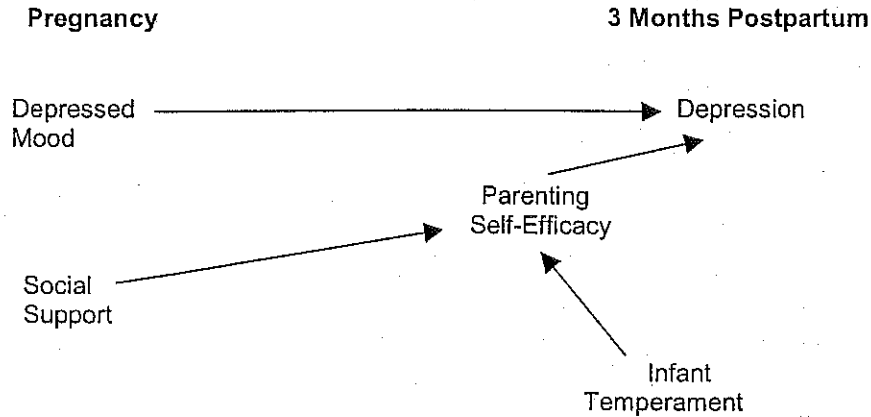 Pregnancy
3 Months Postpartum
Depressed
Mood
Depression
Parenting
Self-Efficacy
Social
Support
Infant
Temperament